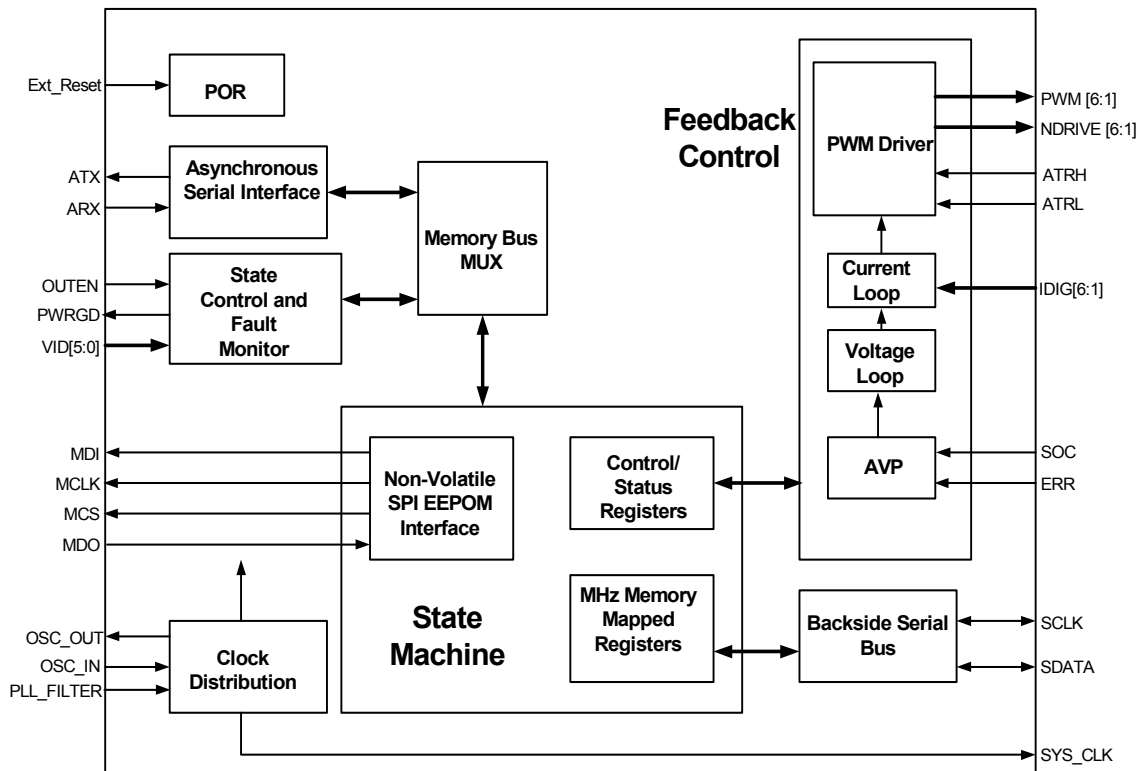 Ext_Reset
POR
ATX
ARX
Asynchronous
Serial Interface
OUTEN
PWRGD
VID[5:0]
State
Control and
Fault
Monitor
Memory Bus
MUX
Feedback
Control
PWM Driver
PWM [6:1]
NDRIVE [6:1]
ATRH
ATRL
Current
Loop
IDIG[6:1]
Voltage
Loop
AVP
SOC
ERR
MDI
MCLK
MCS
MDO
Non-Volatile
SPI EEPOM
Interface
Control/
Status
Registers
State
Machine
MHz Memory
Mapped
Registers
Backside Serial
Bus
SCLK
SDATA
OSC_OUT
OSC_IN
PLL_FILTER
Clock
Distribution
SYS_CLK